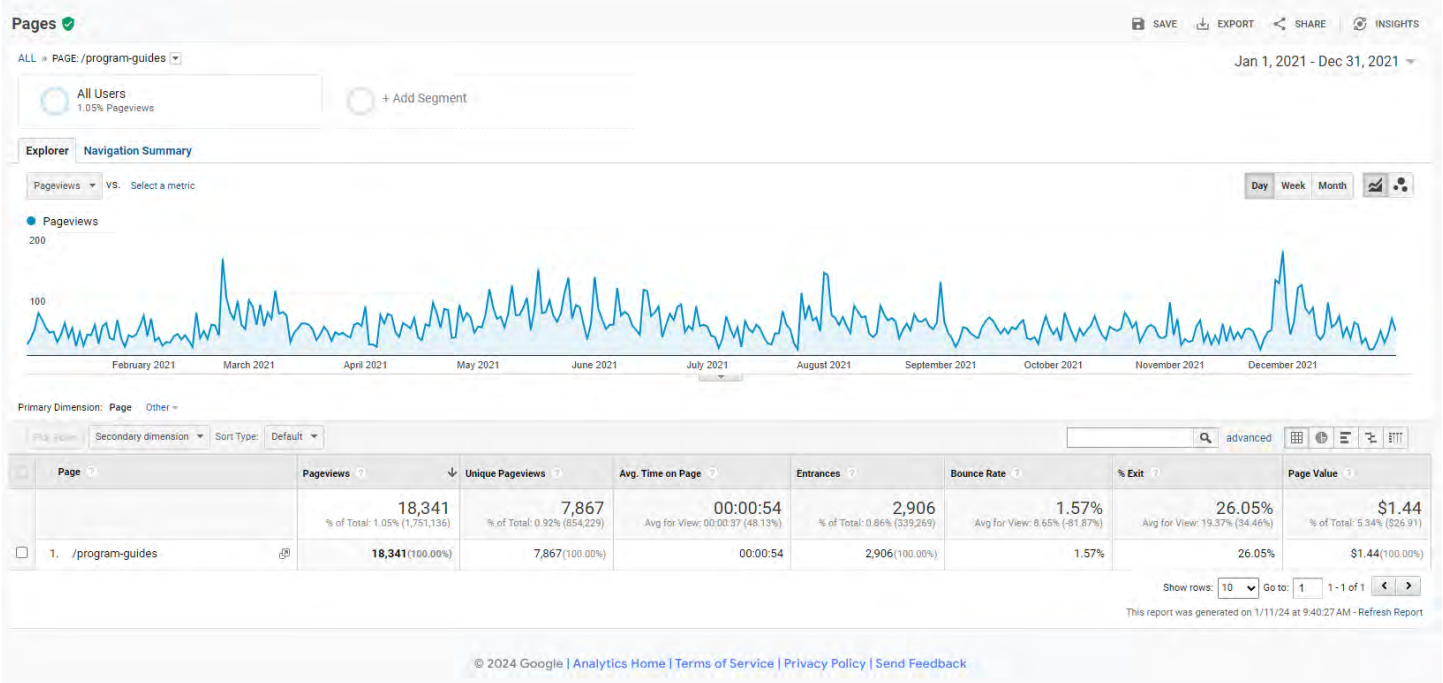 Pages
SAVE EXPORT SHARE INSIGHTS
ALL » PAGE: /program-guides
Jan 1, 2021 - Dec 31, 2021
All Users
1.05% Pageviews
+ Add Segment
Explorer Navigation Summary
Pageviews VS. Select a metric
Day Week Month
Pageviews
200
100
February 2021 March 2021 April 2021 May 2021 June 2021 July 2021 August 2021 September 2021 October 2021 November 2021 December 2021
Primary Dimension: Page Other
Plot Rows Secondary dimension Sort Type: Default advanced
Page ? Pageviews ? Unique Pageviews ? Avg. Time on Page ? Entrances ? Bounce Rate ? % Exit ? Page Value ?
18,341 7,867 00:00:54 2,906 1.57% 26.05% $1.44
% of Total: 1.05% (1,751,136) % of Total: 0.92% (854,229) Avg for View: 00:00:37 (48.13%) % of Total: 0.86% (339,269) Avg for View: 8.65% (-81.87%) Avg for View: 19.37% (34.46%) % of Total: 5.34% ($26.91)
1. /program-guides 18,341(100.00%) 7,867(100.00%) 00:00:54 2,906(100.00%) 1.57% 26.05% $1.44(100.00%)
Show rows: 10 Go to: 1 1 - 1 of 1
This report was generated on 1/11/24 at 9:40:27 AM - Refresh Report
© 2024 Google | Analytics Home | Terms of Service | Privacy Policy | Send Feedback